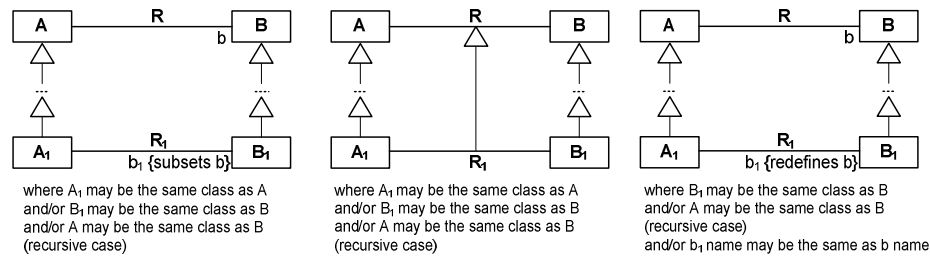 R
A
B
b
...
...
R₁
A₁
B₁
b₁ {subsets b}
where A₁ may be the same class as A
and/or B₁ may be the same class as B
and/or A may be the same class as B
(recursive case)
R
A
B
...
...
A₁
B₁
R₁
where A₁ may be the same class as A
and/or B₁ may be the same class as B
and/or A may be the same class as B
(recursive case)
R
A
B
b
...
...
R₁
A₁
B₁
b₁ {redefines b}
where B₁ may be the same class as B
and/or A may be the same class as B
(recursive case)
and/or b₁ name may be the same as b name